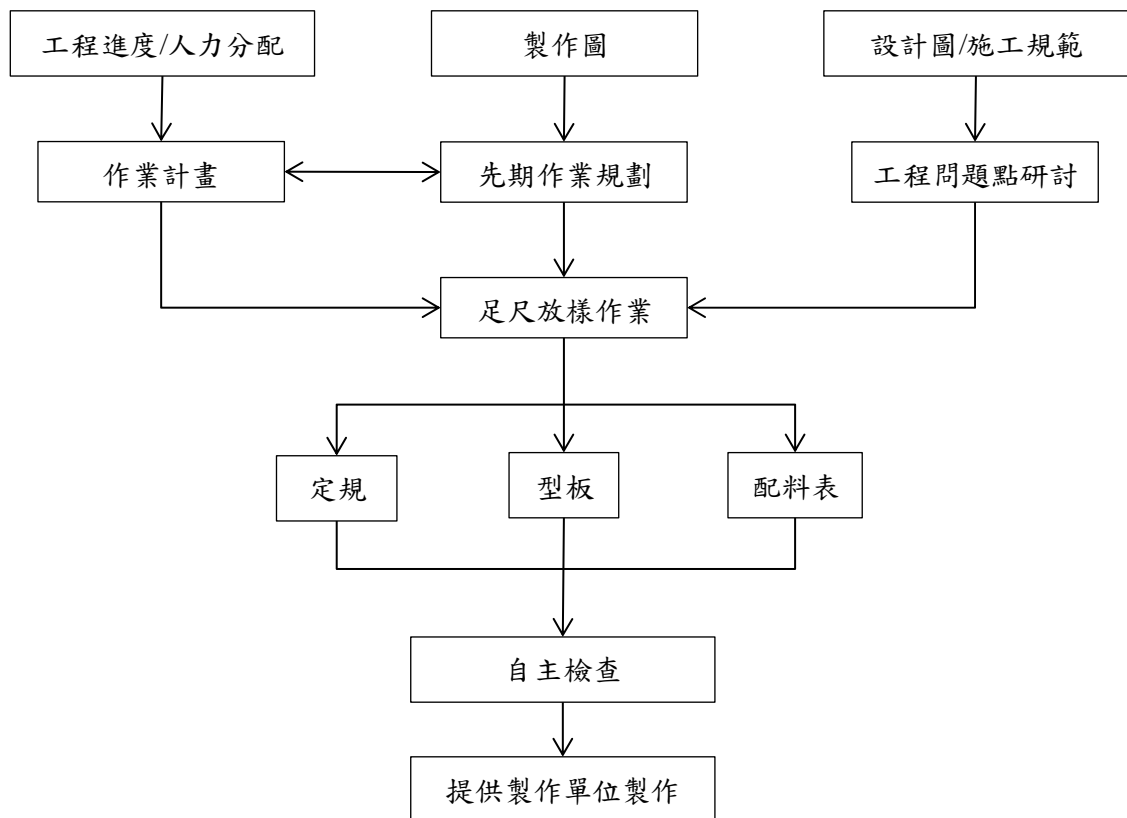 工程進度/人力分配
製作圖
設計圖/施工規範
作業計畫
先期作業規劃
工程問題點研討
足尺放樣作業
定規
型板
配料表
自主檢查
提供製作單位製作